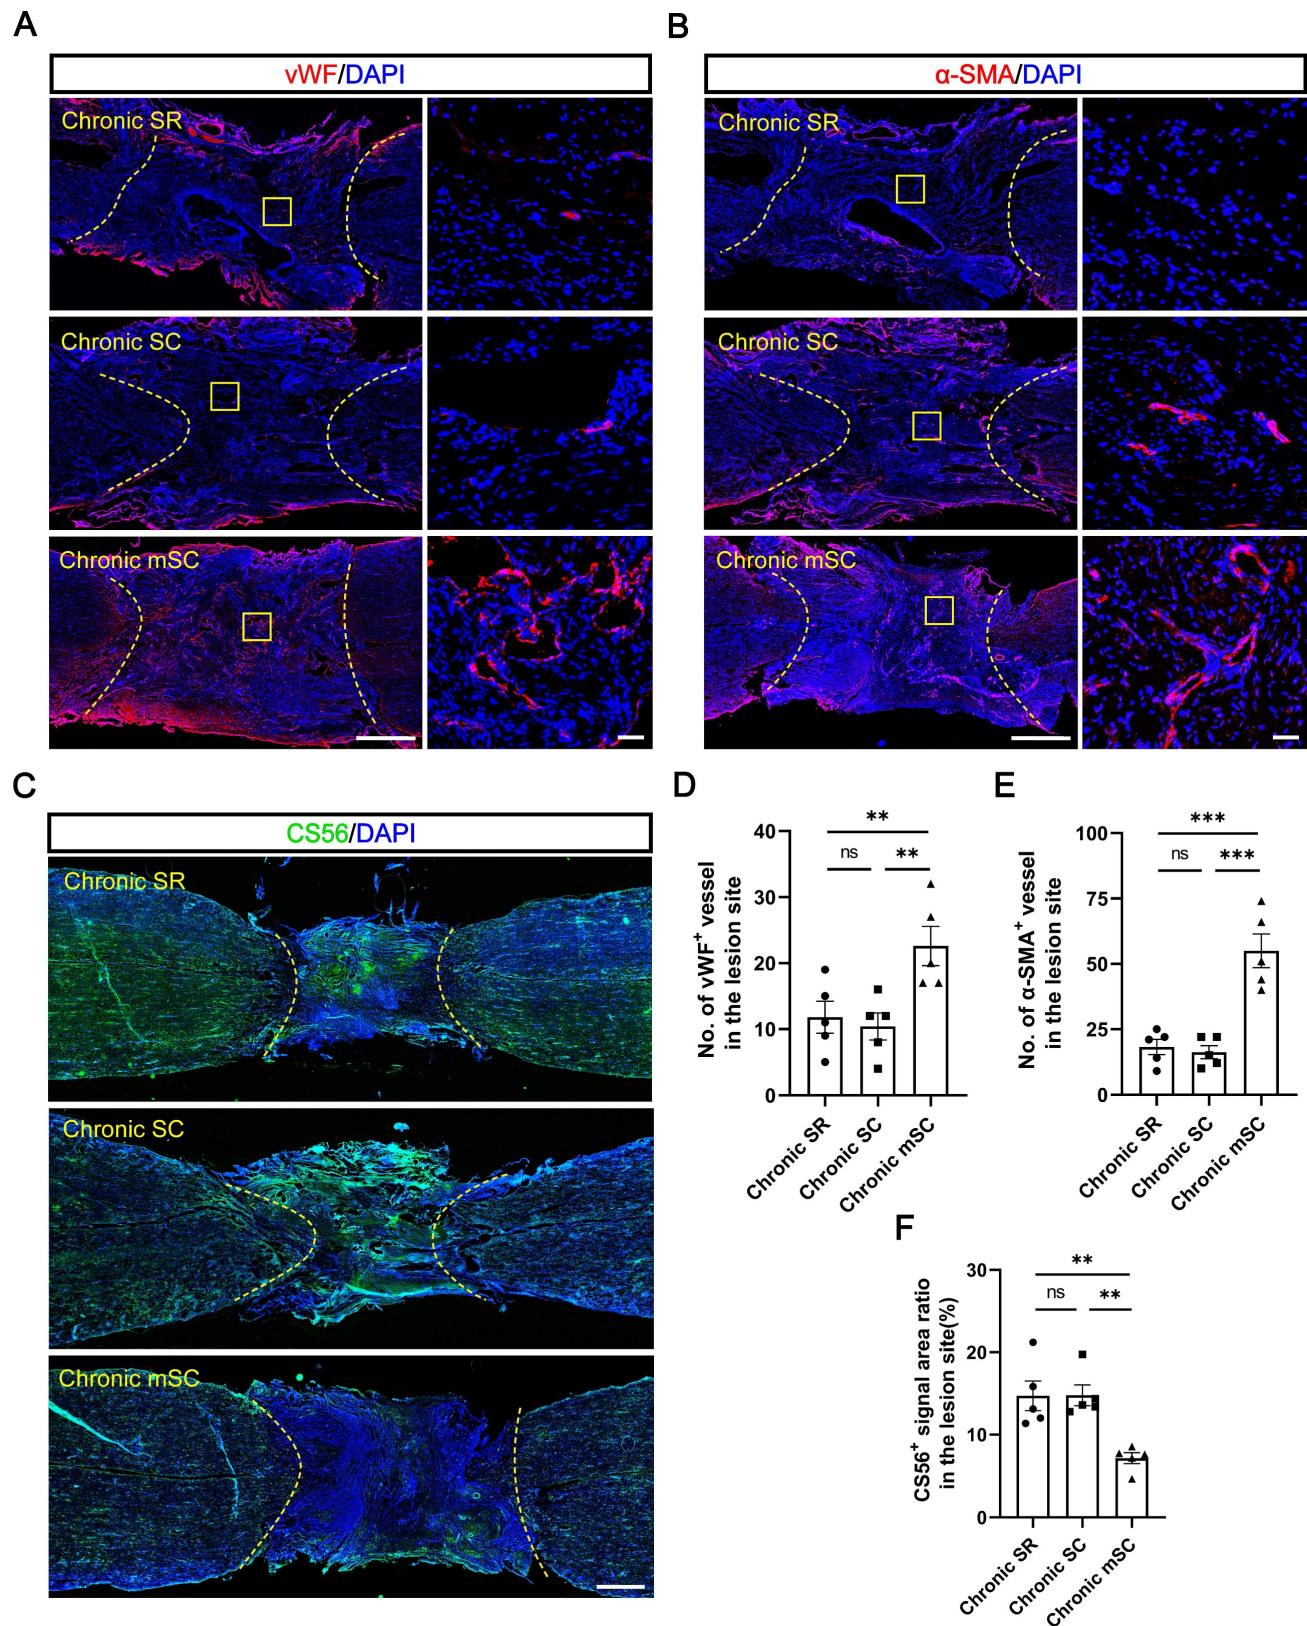 A
vWF/DAPI
Chronic SR
Chronic SC
Chronic mSC
B
α-SMA/DAPI
Chronic SR
Chronic SC
Chronic mSC
C
CS56/DAPI
Chronic SR
Chronic SC
Chronic mSC
D
No. of vWF⁺ vessel
in the lesion site
40
30
20
10
0
**
ns
**
Chronic SR
Chronic SC
Chronic mSC
E
No. of α-SMA⁺ vessel
in the lesion site
100
75
50
25
0
***
ns
***
Chronic SR
Chronic SC
Chronic mSC
F
CS56⁺ signal area ratio
in the lesion site(%)
30
20
10
0
**
ns
**
Chronic SR
Chronic SC
Chronic mSC